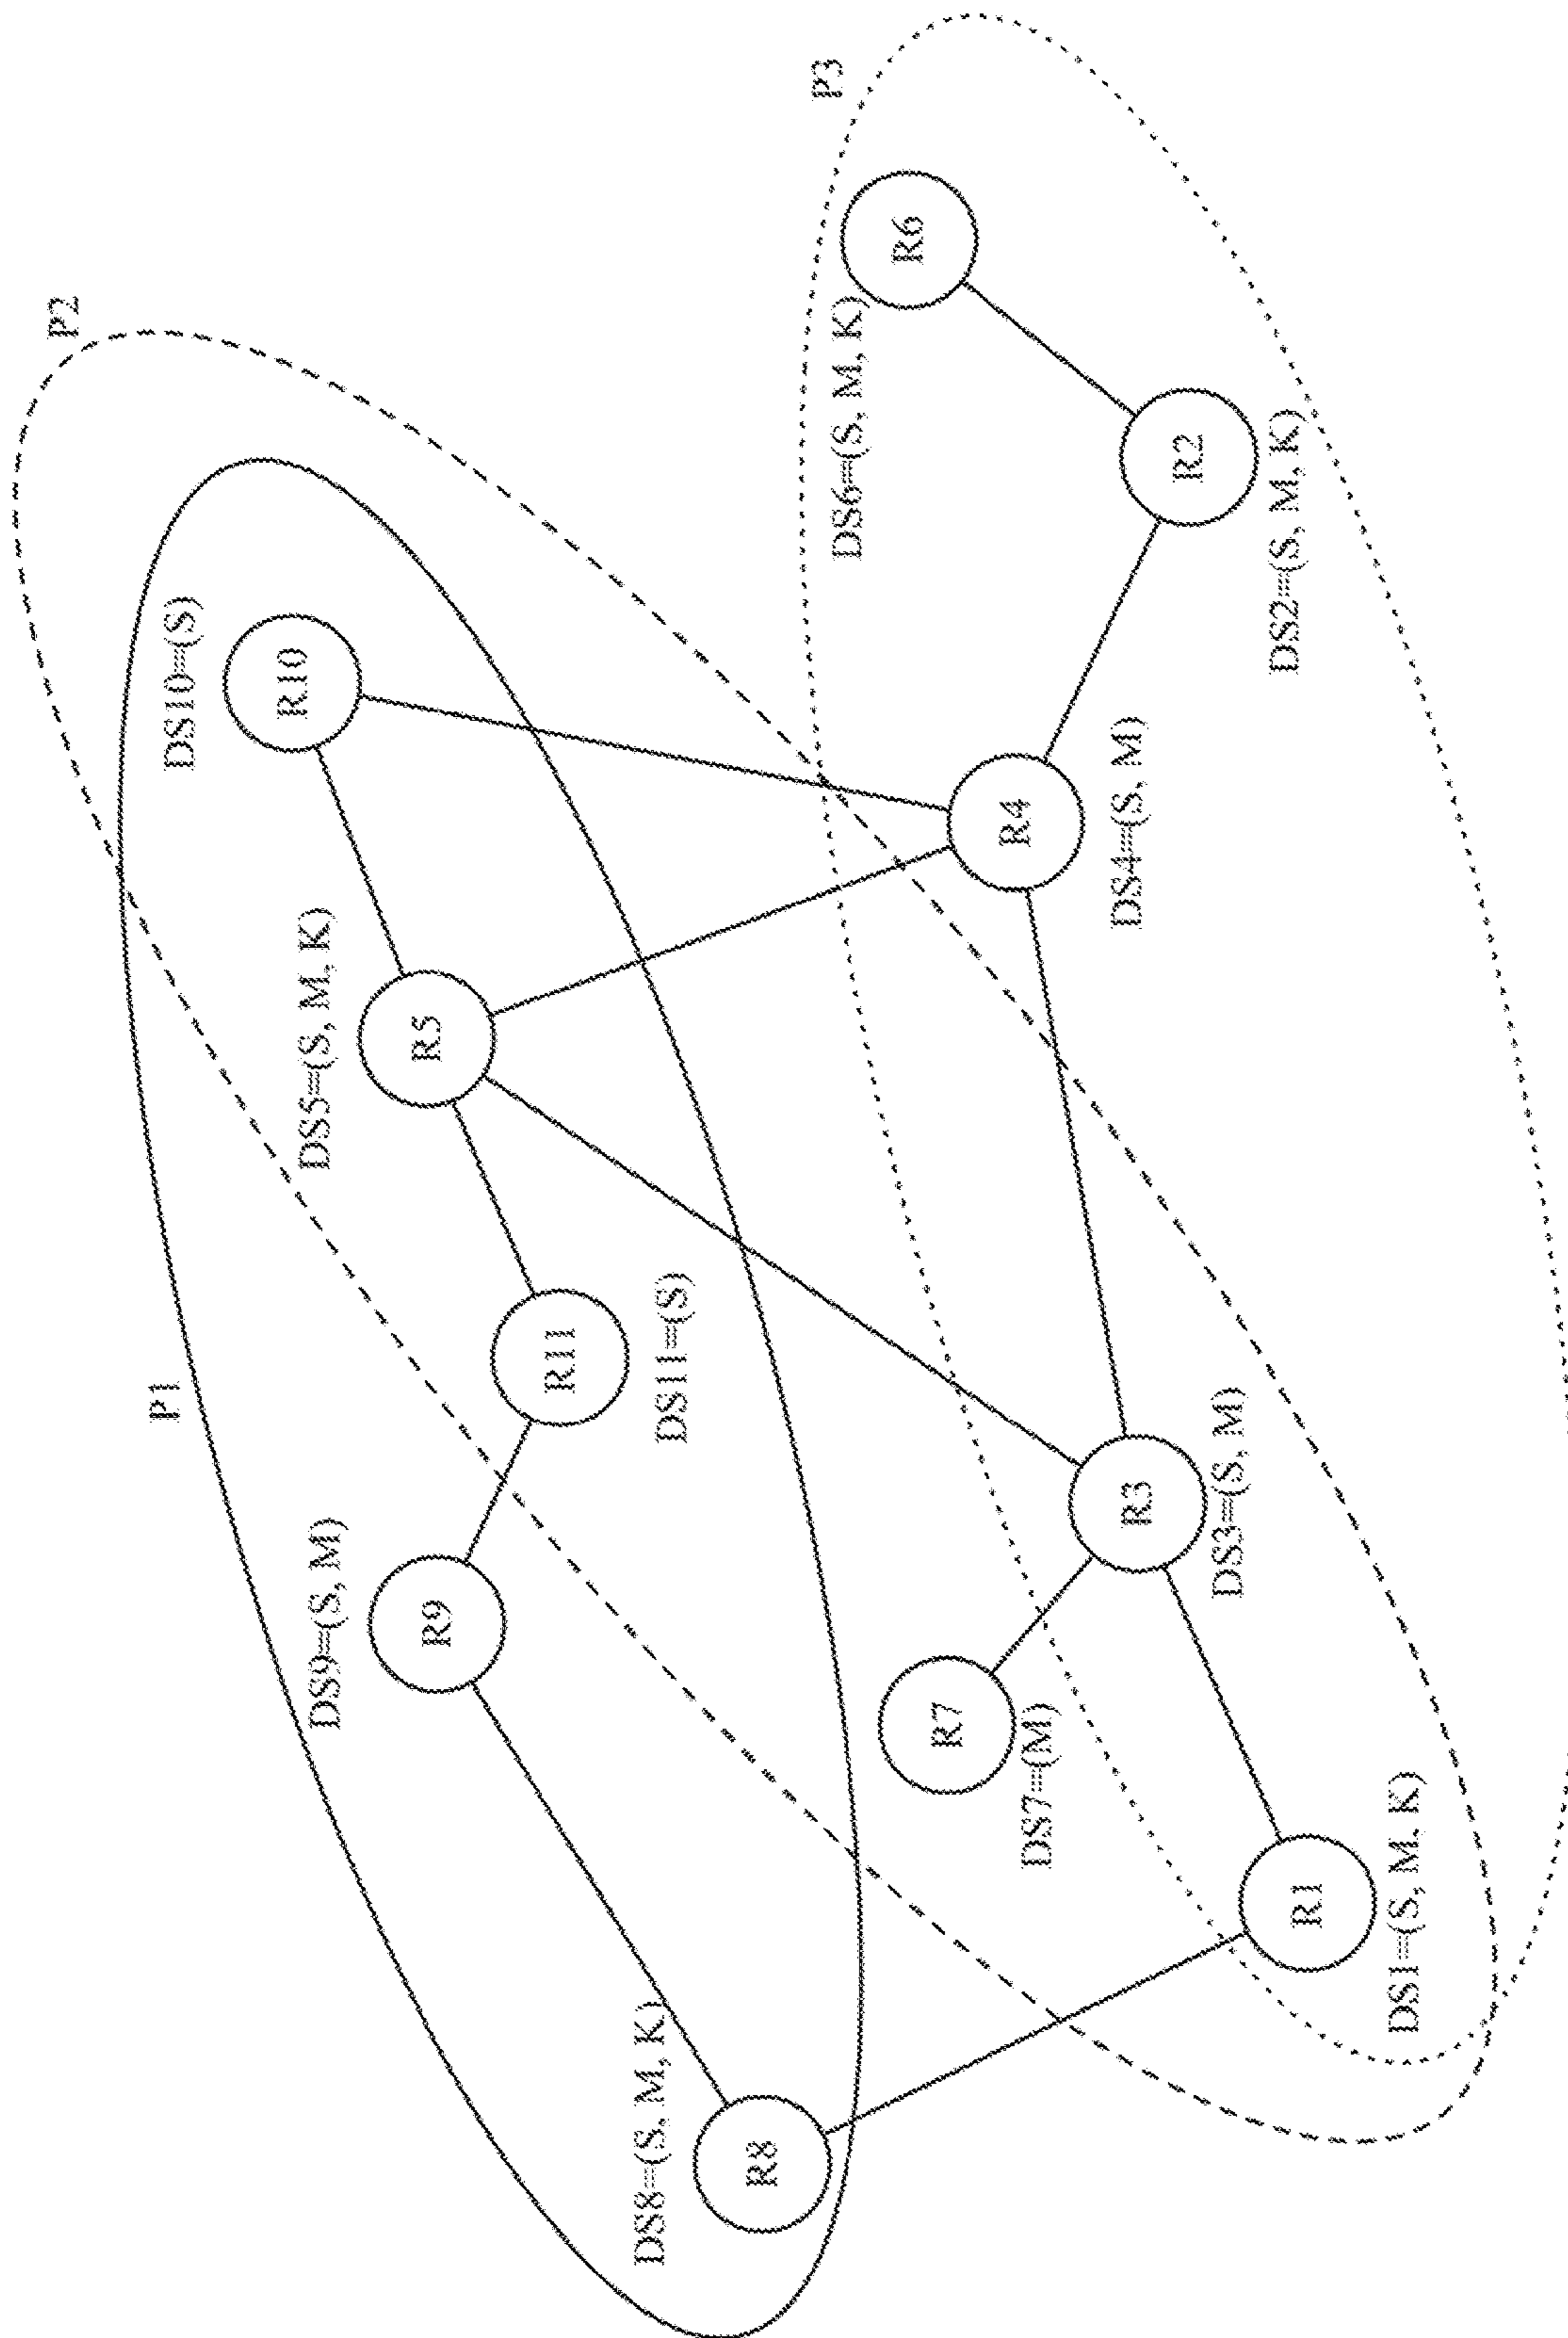 P1
P2
P3
DS8=(S, M, K)
R8
DS9=(S, M)
R9
DS11=(S)
R11
DS5=(S, M, K)
R5
DS10=(S)
R10
DS7=(M)
R7
DS1=(S, M, K)
R1
DS3=(S, M)
R3
DS4=(S, M)
R4
DS2=(S, M, K)
R2
DS6=(S, M, K)
R6